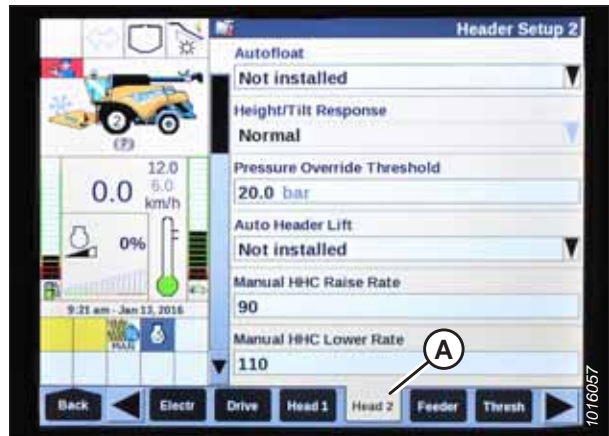 Header Setup 2
Autofloat
Not installed
Height/Tilt Response
Normal
Pressure Override Threshold
20.0 bar
Auto Header Lift
Not installed
Manual HHC Raise Rate
90
Manual HHC Lower Rate
110
2
(?)
12.0
0.0
6.0
km/h
0%
9:21 am - Jan 13, 2016
MAN
A
Back
Electr
Drive
Head 1
Head 2
Feeder
Thresh
1016057